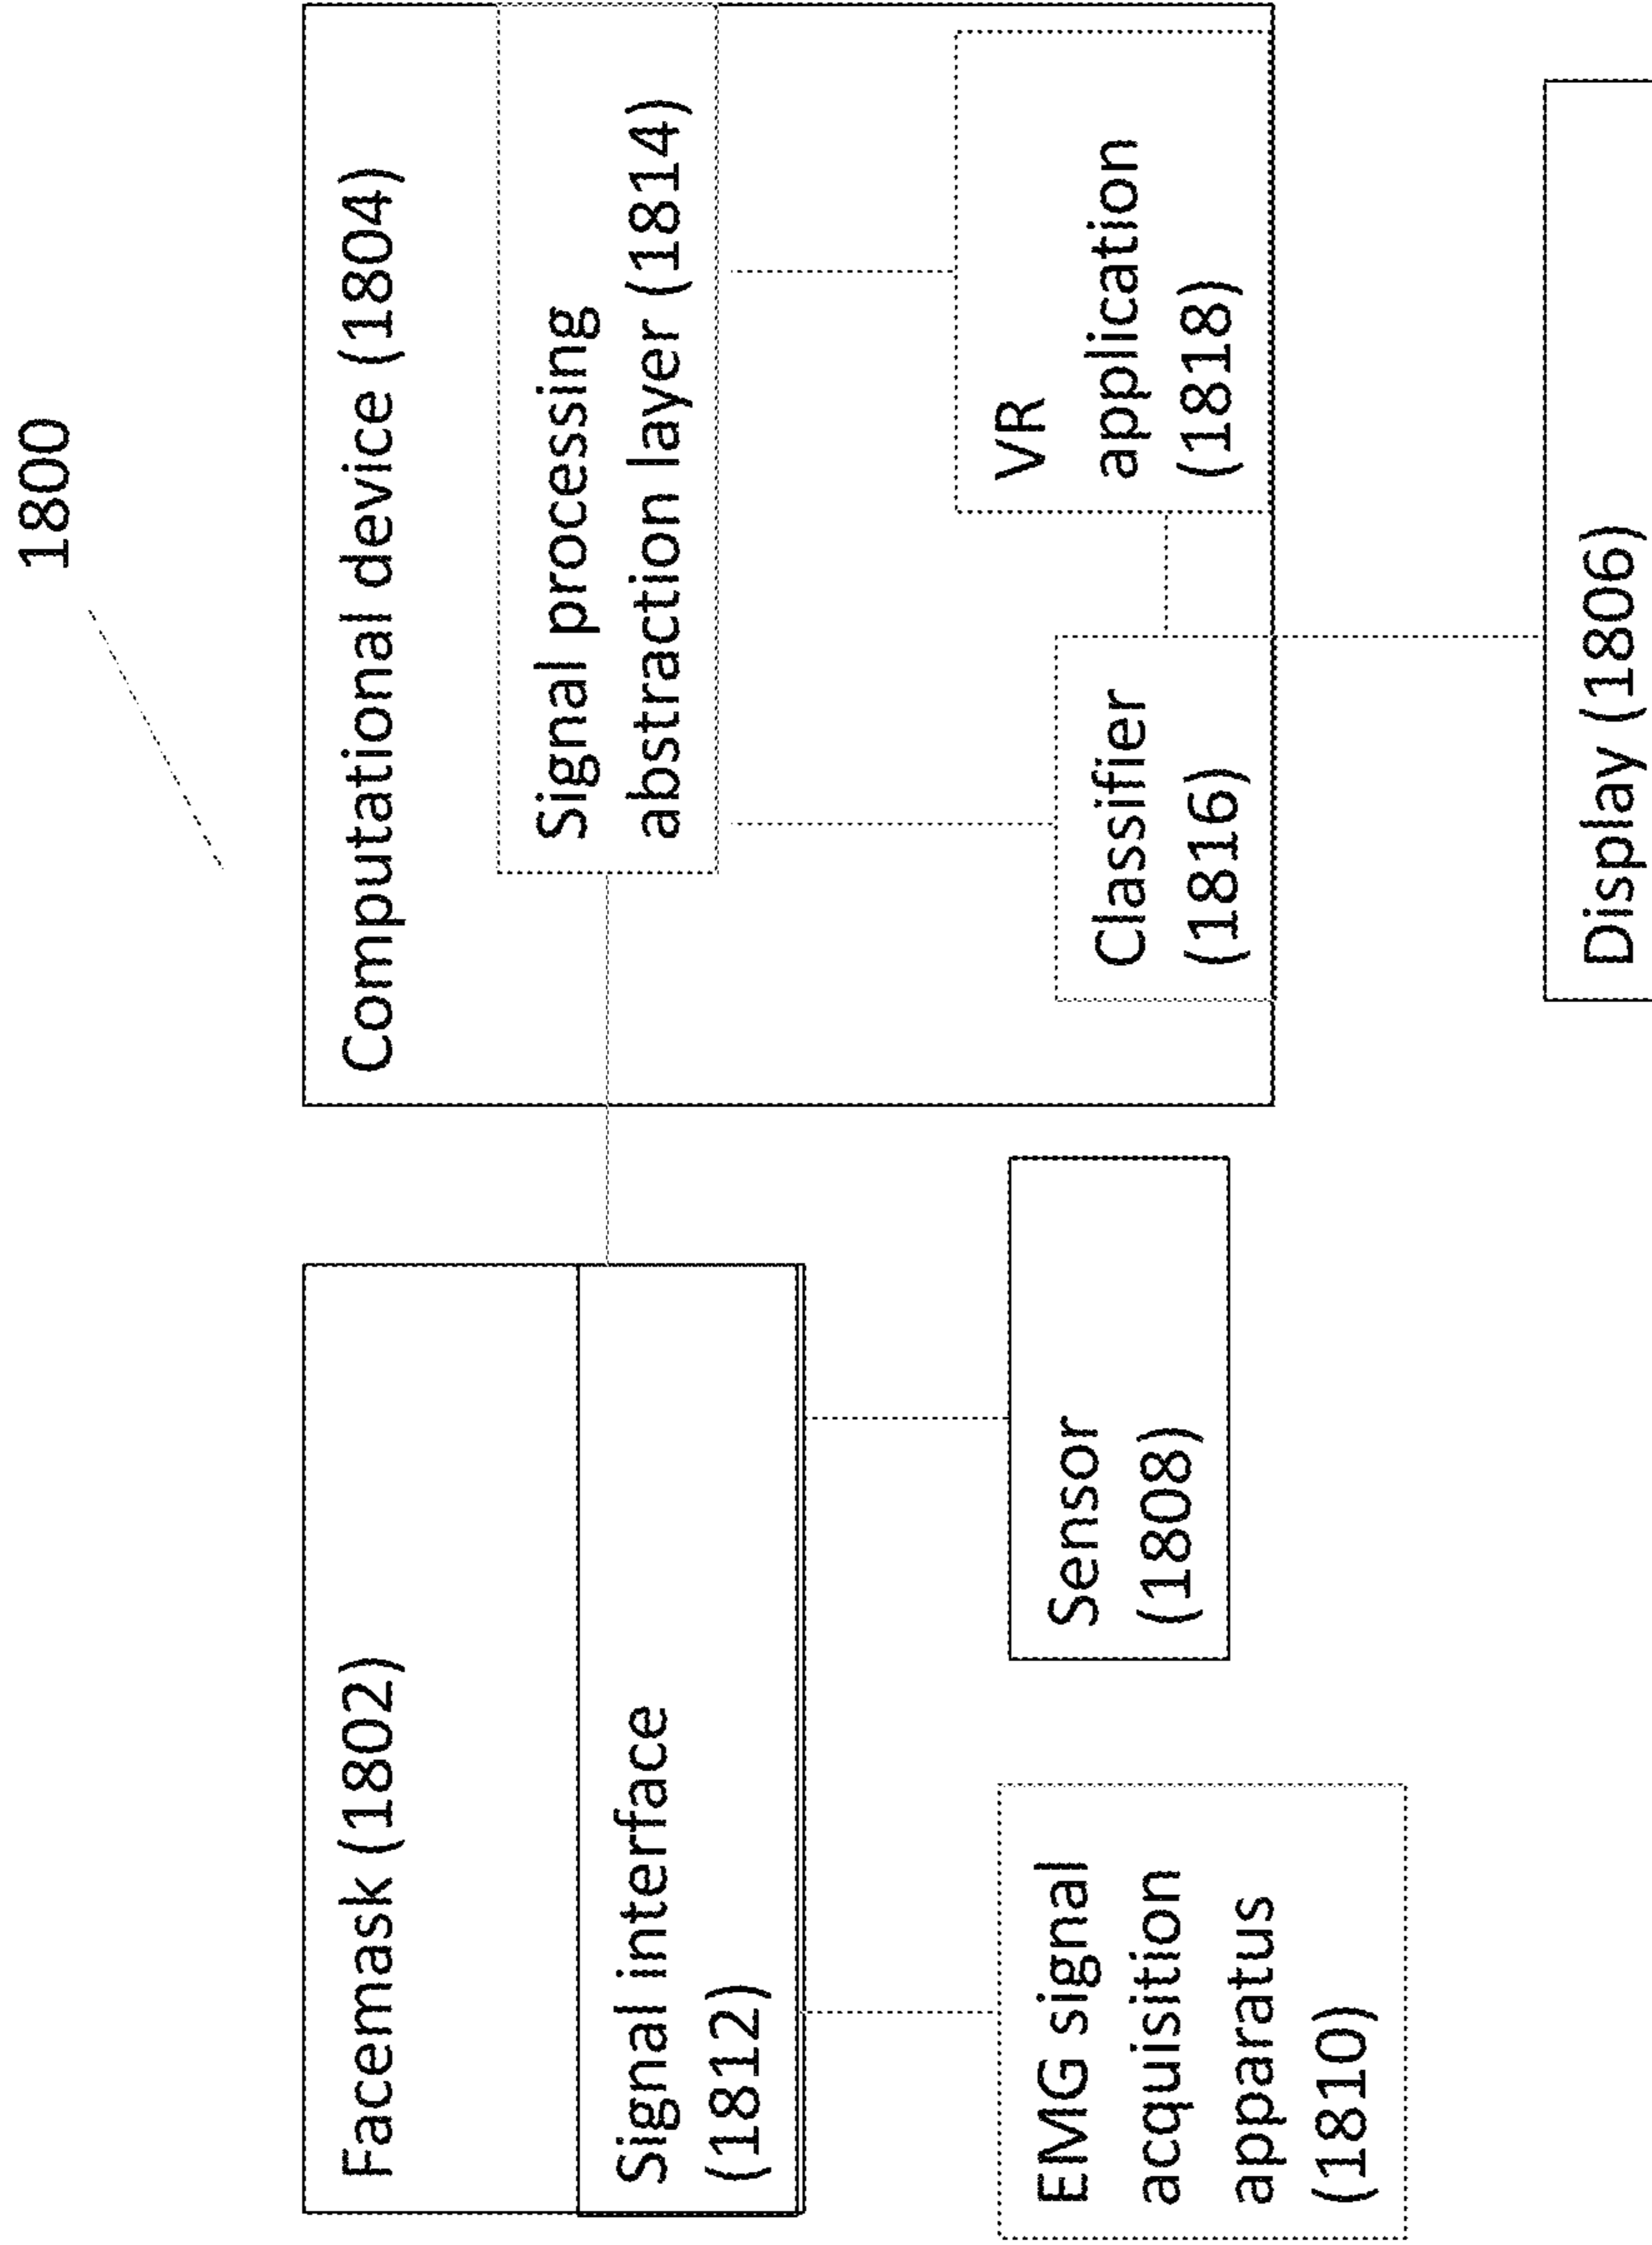 1800
Facemask (1802)
Signal interface
(1812)
EMG signal
acquisition
apparatus
(1810)
Sensor
(1808)
Computational device (1804)
Signal processing
abstraction layer (1814)
Classifier
(1816)
VR
application
(1818)
Display (1806)